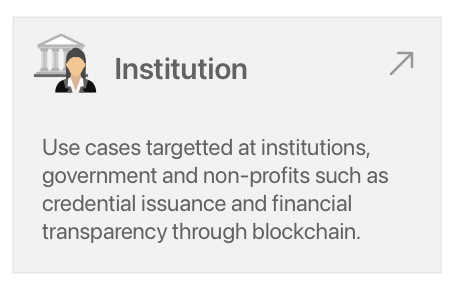 Institution
Use cases targetted at institutions,
government and non-profits such as
credential issuance and financial
transparency through blockchain.